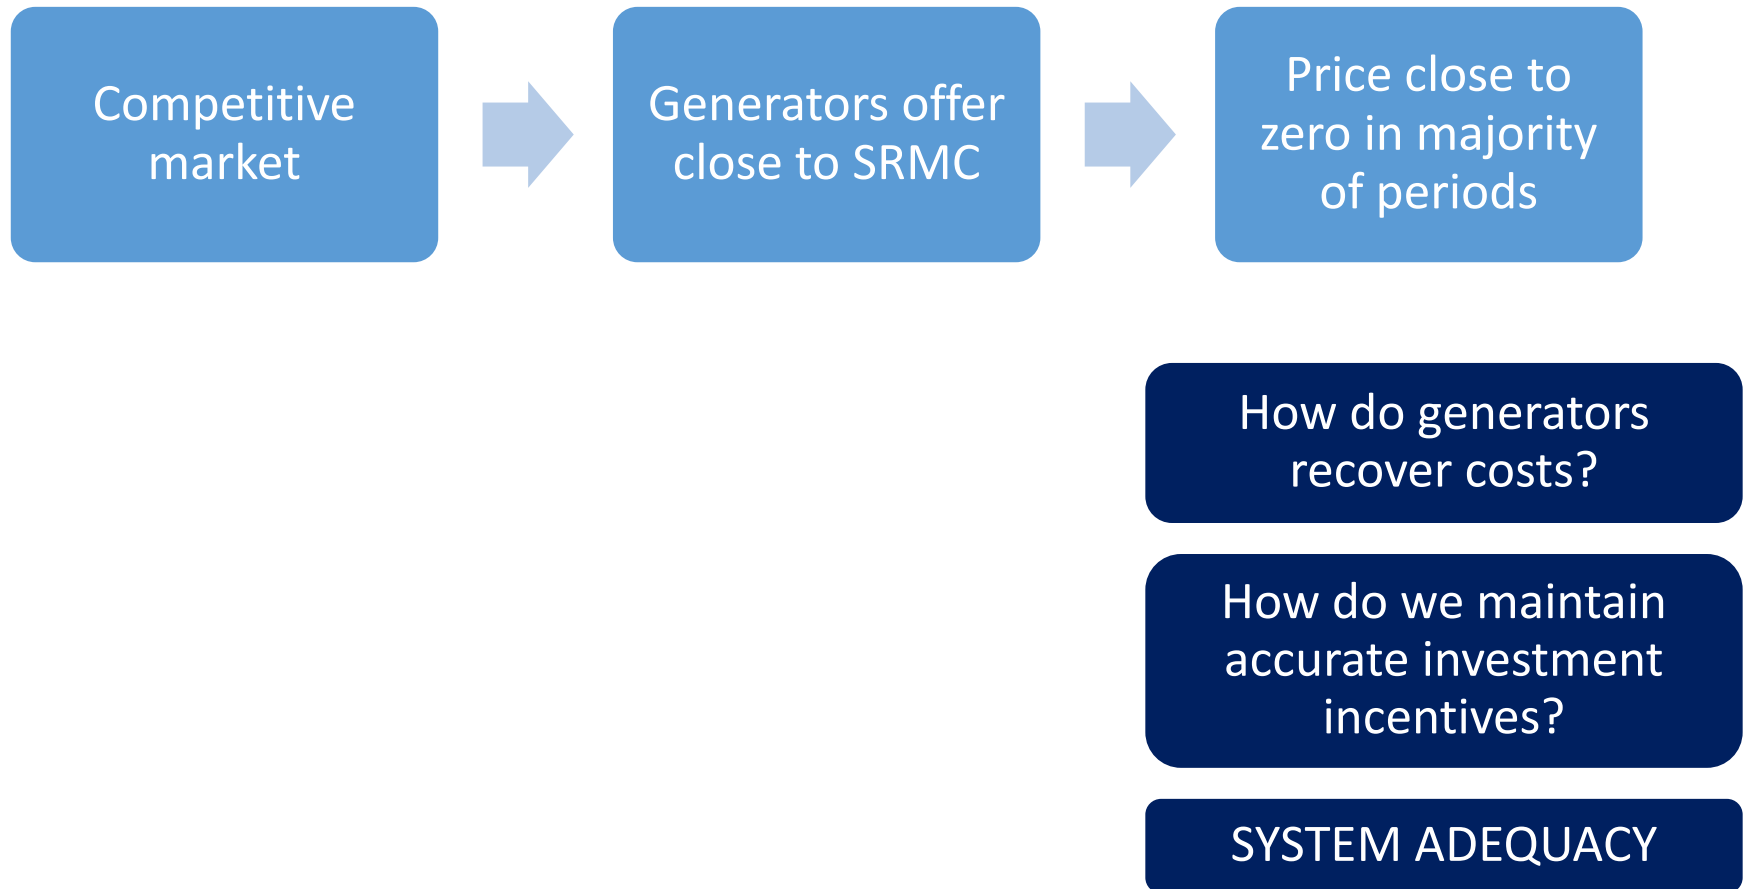 Competitive
market
Generators offer
close to SRMC
Price close to
zero in majority
of periods
How do generators
recover costs?
How do we maintain
accurate investment
incentives?
SYSTEM ADEQUACY